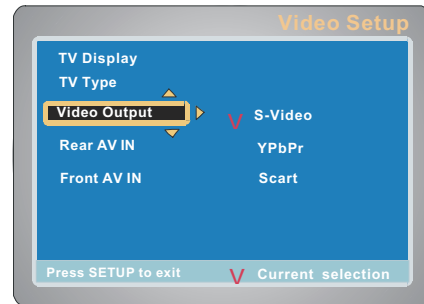 Video Setup
TV Display
TV Type
Video Output V S-Video
Rear AV IN YPbPr
Front AV IN Scart
Press SETUP to exit V Current selection